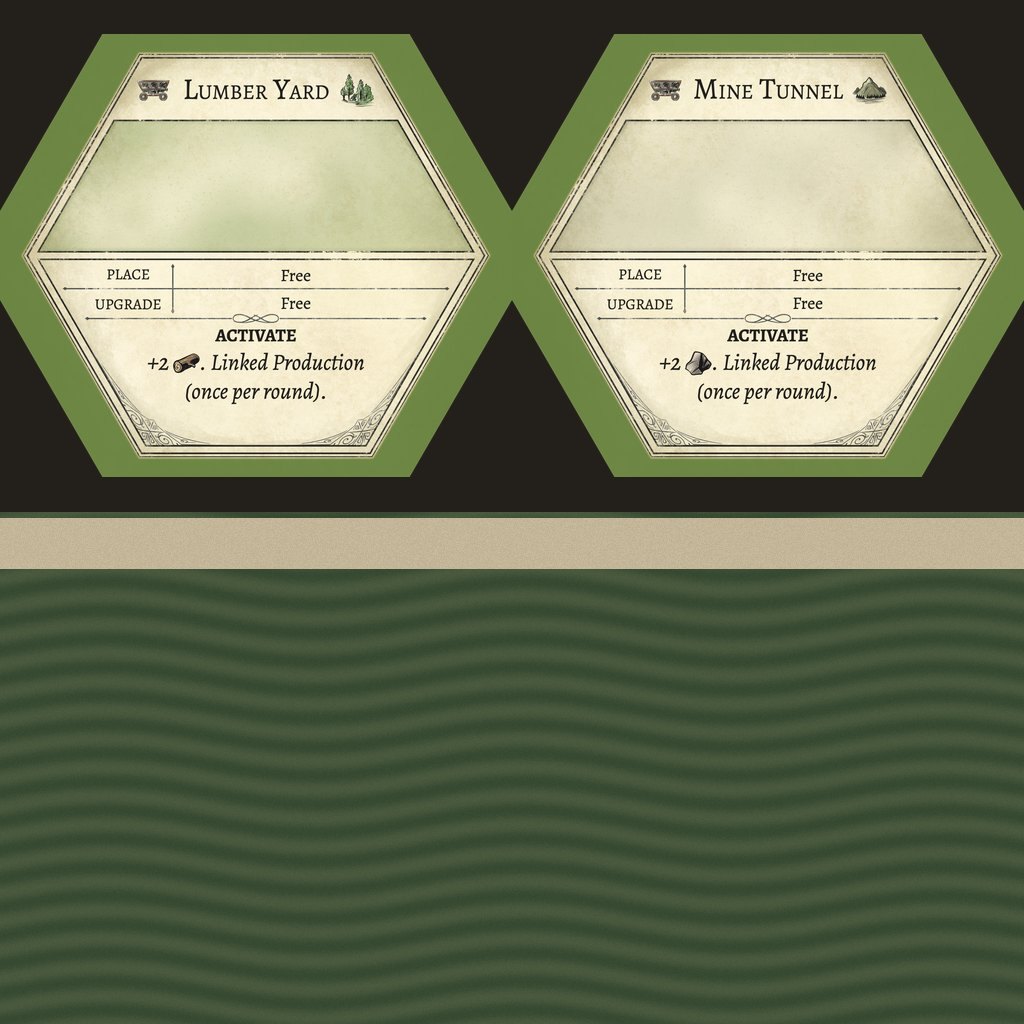 Lumber Yard
PLACE Free
UPGRADE Free
ACTIVATE
+2 . Linked Production
(once per round).
Mine Tunnel
PLACE Free
UPGRADE Free
ACTIVATE
+2 . Linked Production
(once per round).